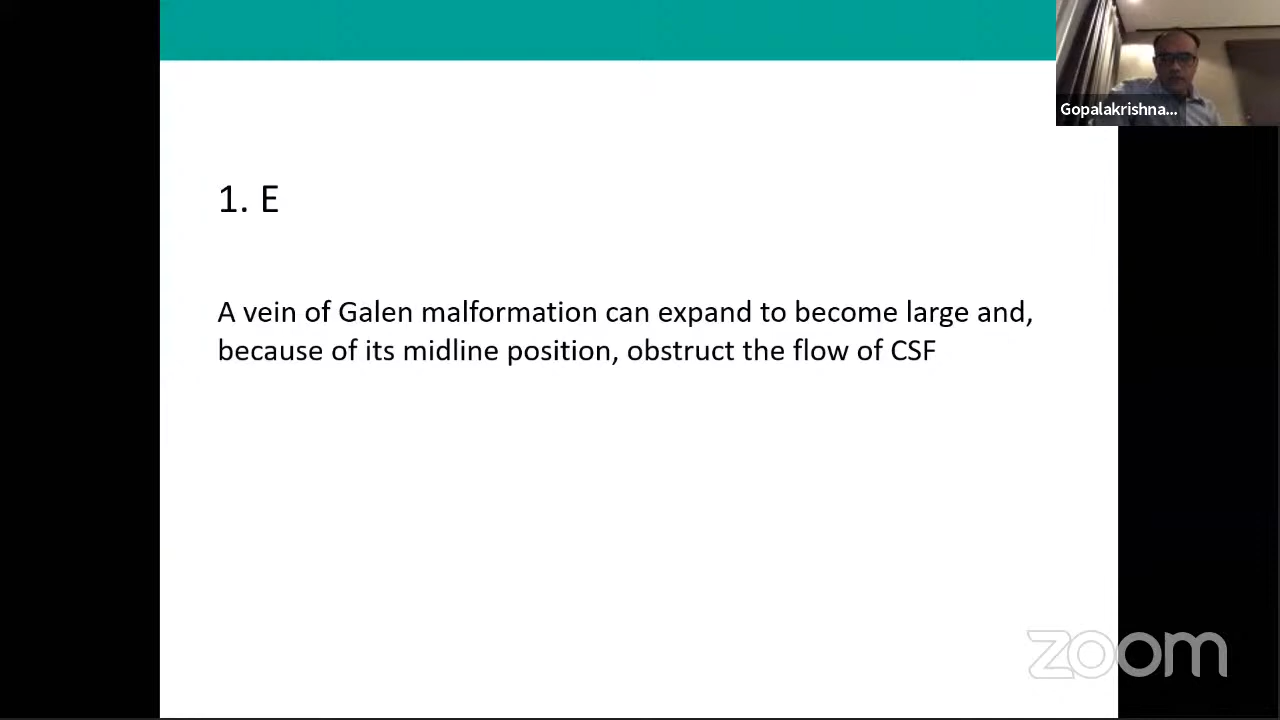 Gopalakrishna...
1. E
A vein of Galen malformation can expand to become large and,
because of its midline position, obstruct the flow of CSF
zoom